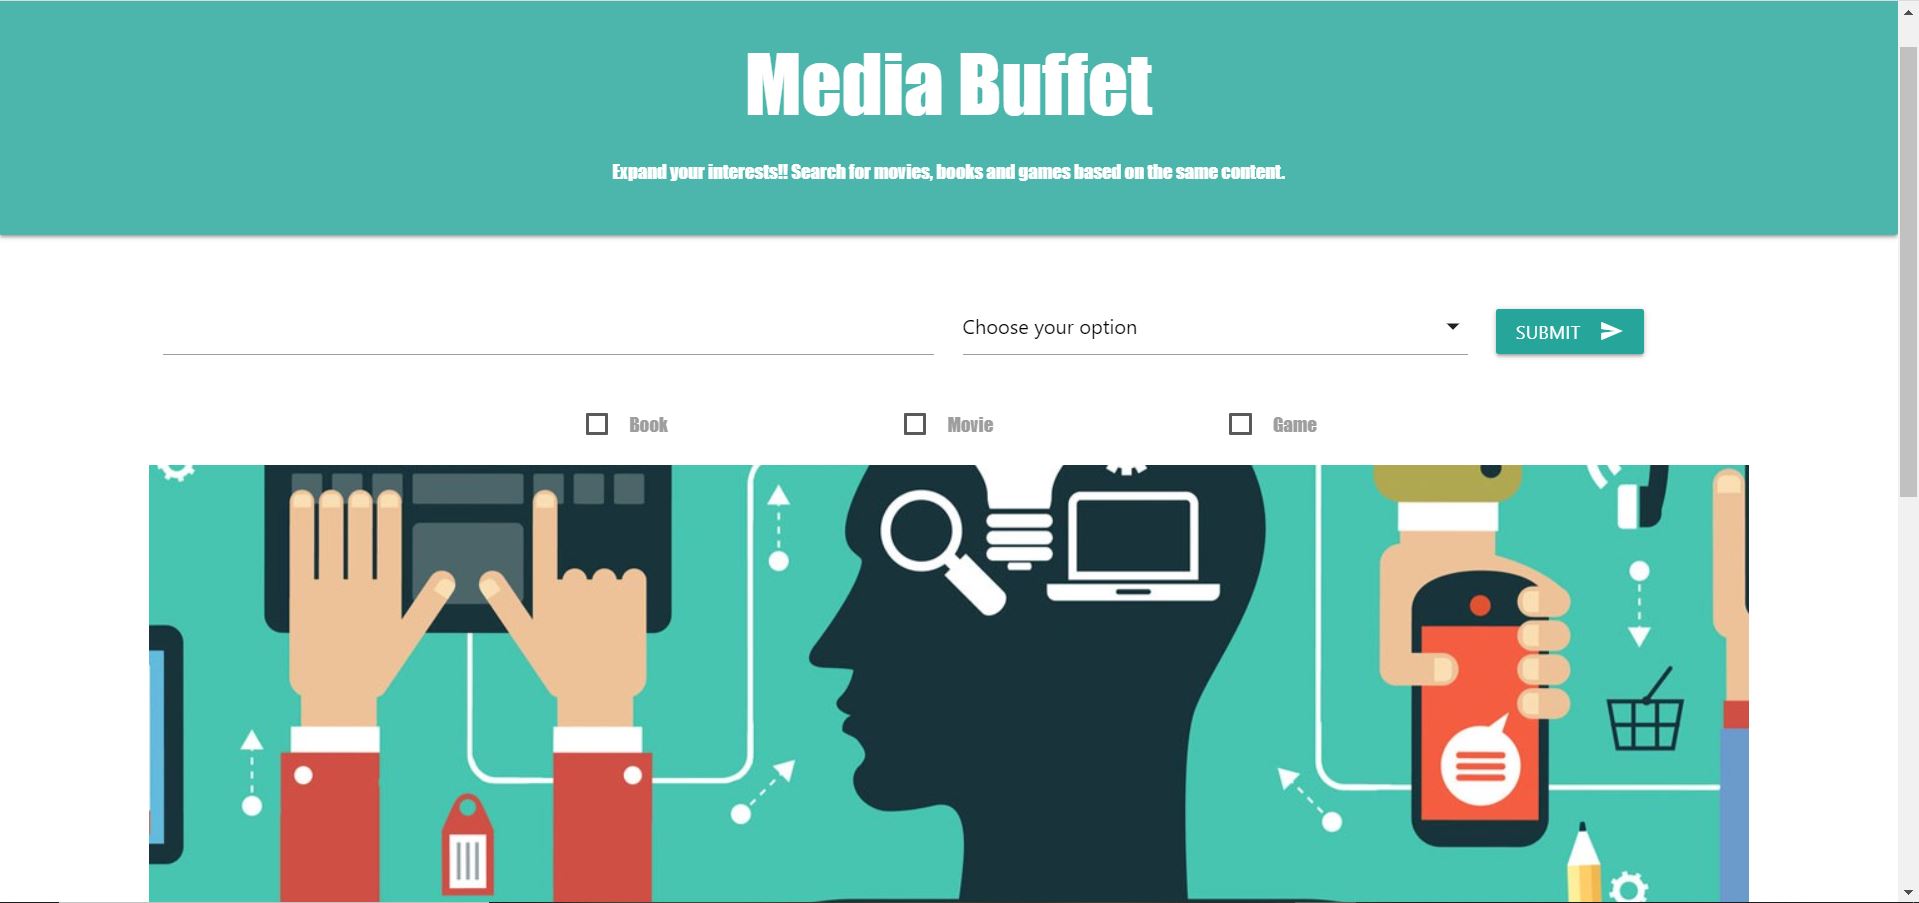 Media Buffet
Expand your interests!! Search for movies, books and games based on the same content.
Choose your option
SUBMIT
Book
Movie
Game